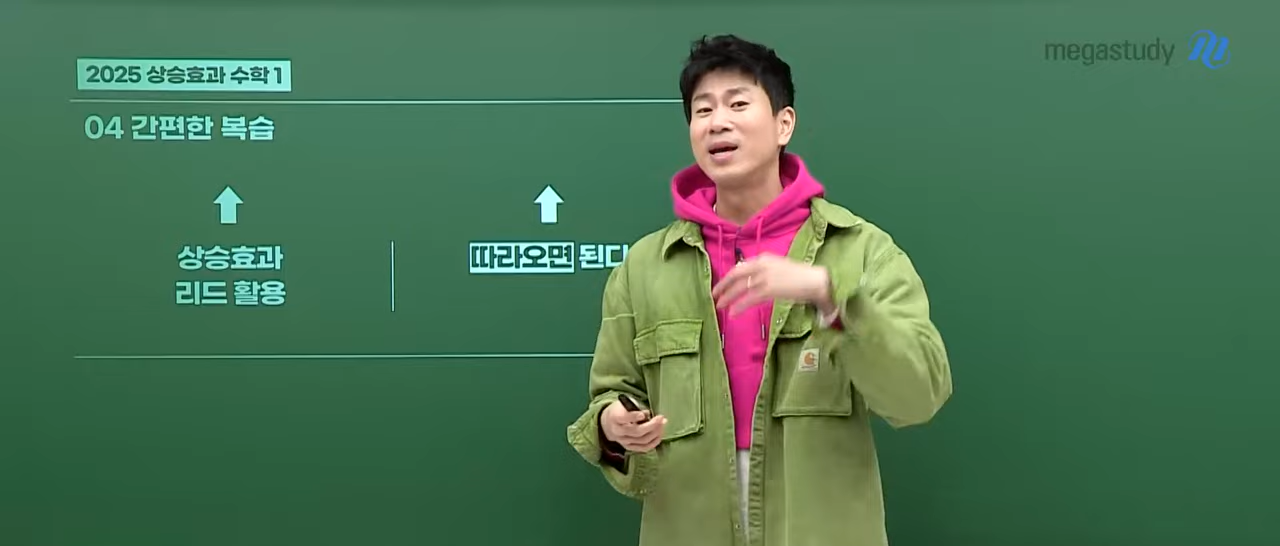 megastudy
2025 상승효과 수학 1
04 간편한 복습
상승효과
리드 활용
따라오면 된다